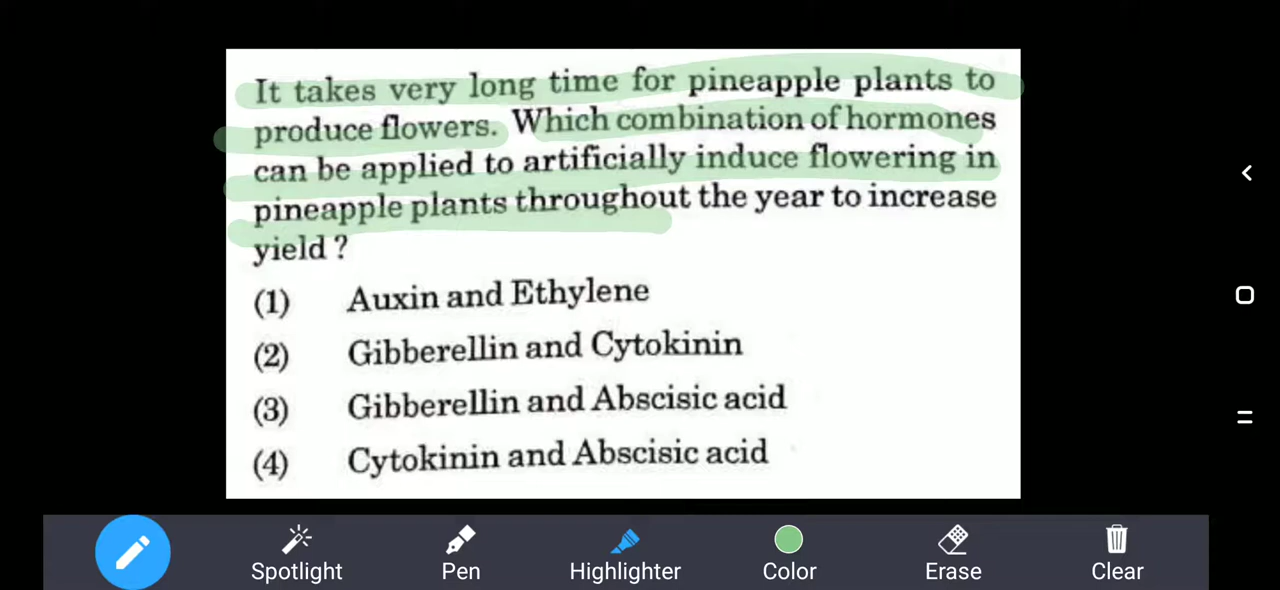 It takes very long time for pineapple plants to
produce flowers. Which combination of hormones
can be applied to artificially induce flowering in
pineapple plants throughout the year to increase
yield ?
(1) Auxin and Ethylene
(2) Gibberellin and Cytokinin
(3) Gibberellin and Abscisic acid
(4) Cytokinin and Abscisic acid
Spotlight Pen Highlighter Color Erase Clear